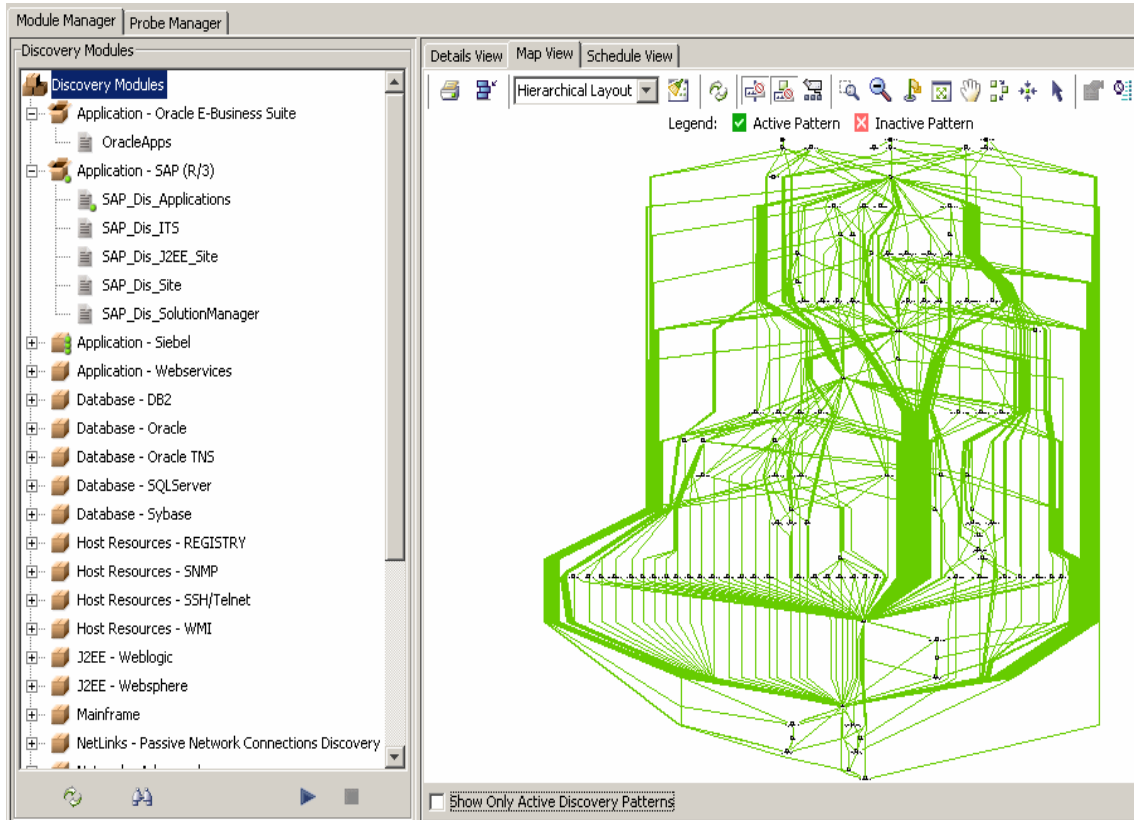 Module Manager
Probe Manager
Discovery Modules
Discovery Modules
Application - Oracle E-Business Suite
OracleApps
Application - SAP (R/3)
SAP_Dis_Applications
SAP_Dis_ITS
SAP_Dis_J2EE_Site
SAP_Dis_Site
SAP_Dis_SolutionManager
Application - Siebel
Application - Webservices
Database - DB2
Database - Oracle
Database - Oracle TNS
Database - SQLServer
Database - Sybase
Host Resources - REGISTRY
Host Resources - SNMP
Host Resources - SSH/Telnet
Host Resources - WMI
J2EE - Weblogic
J2EE - Websphere
Mainframe
NetLinks - Passive Network Connections Discovery
Details View
Map View
Schedule View
Hierarchical Layout
Legend: Active Pattern Inactive Pattern
Show Only Active Discovery Patterns